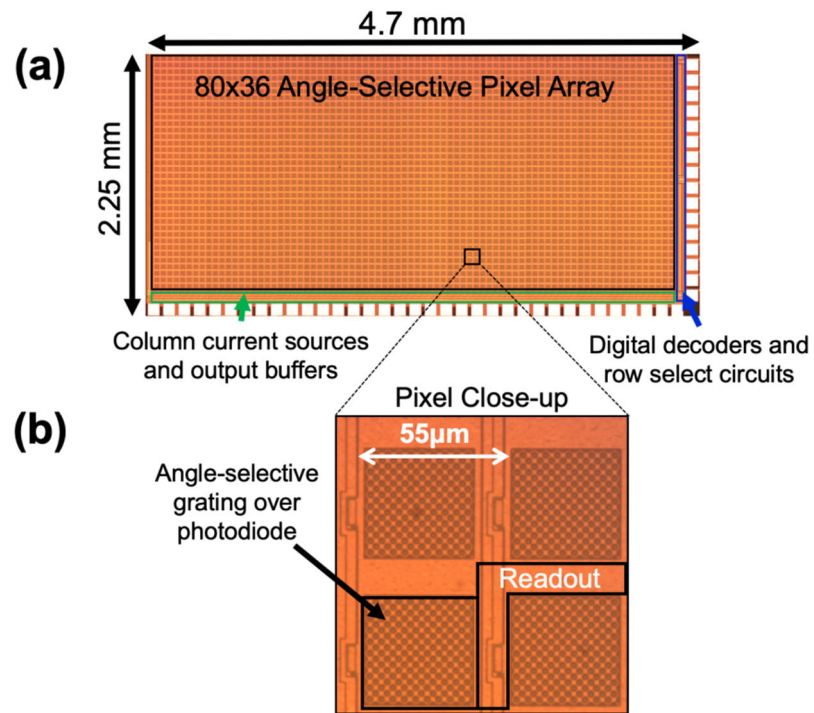 4.7 mm
(a)
80x36 Angle-Selective Pixel Array
2.25 mm
Column current sources
and output buffers
Digital decoders and
row select circuits
Pixel Close-up
(b)
55µm
Angle-selective
grating over
photodiode
Readout